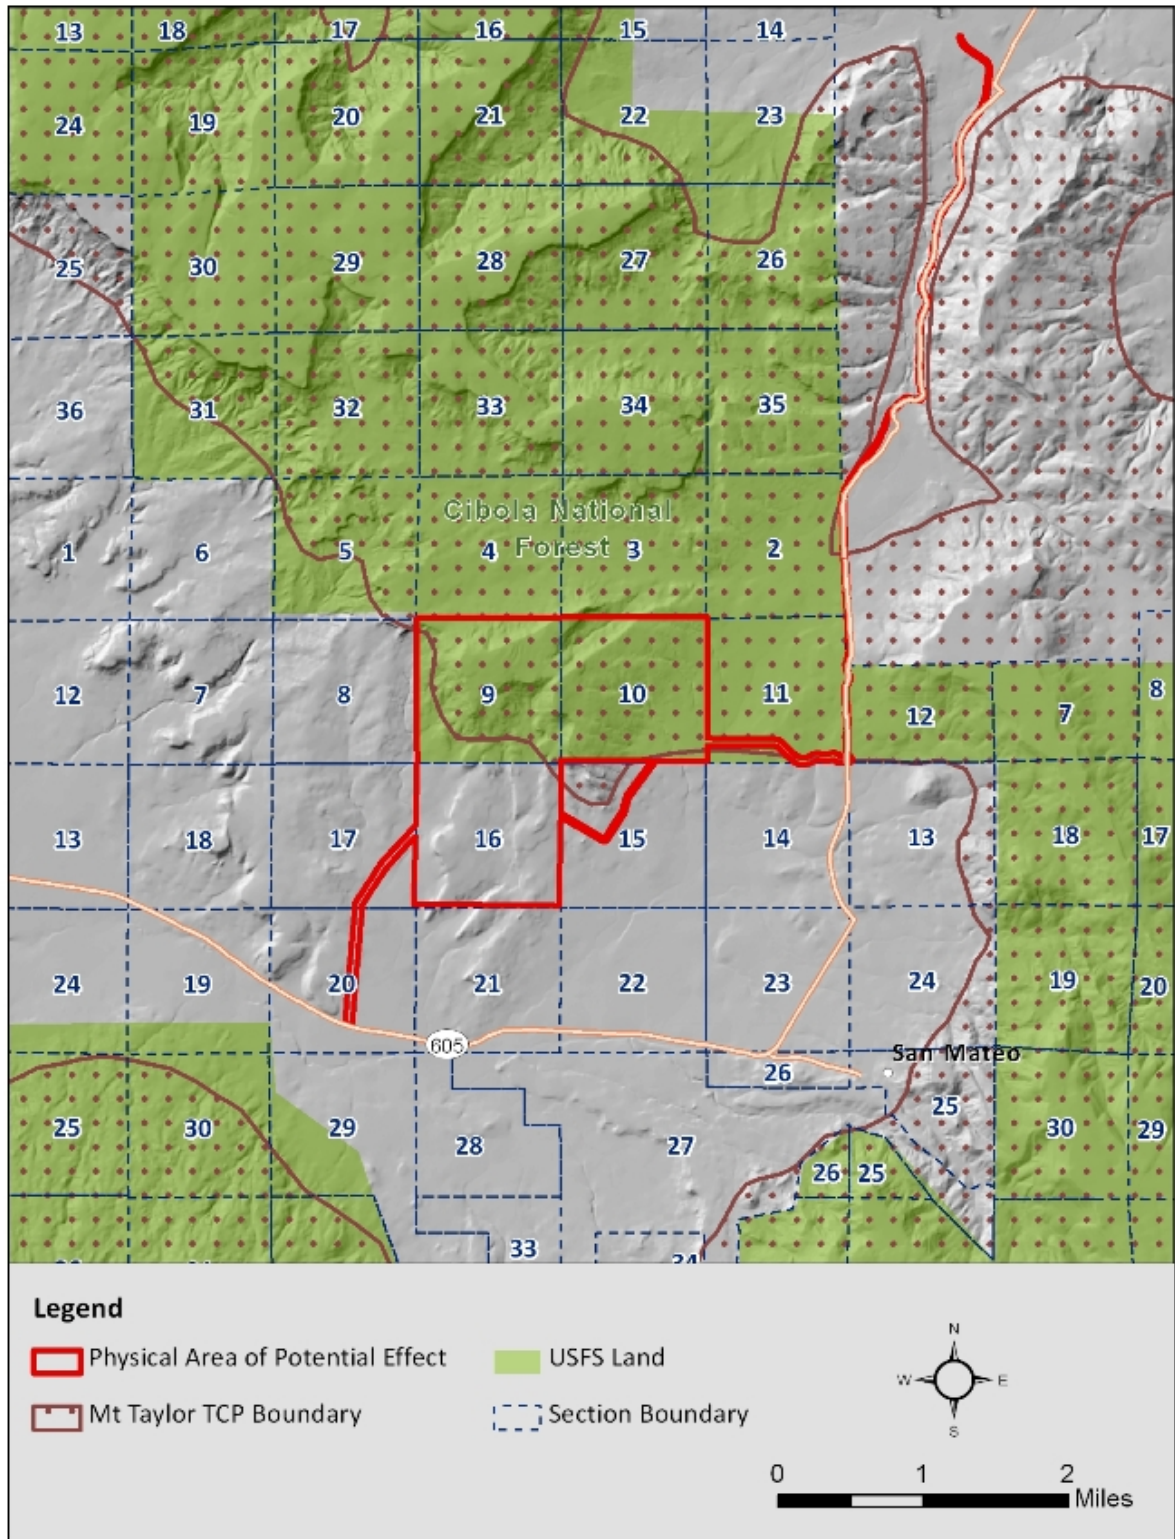 13 18 17 16 15 14
24 19 20 21 22 23
25 30 29 28 27 26
36 31 32 33 34 35
Cibola National
Forest
1 6 5 4 3 2
12 7 8 9 10 11 12 7 8
13 18 17 16 15 14 13 18 17
24 19 20 21 22 23 24 19 20
605
San Mateo
26
25 30 29 28 27 26 25 25 30 29
33 34
Legend
Physical Area of Potential Effect
USFS Land
Mt Taylor TCP Boundary
Section Boundary
N
W E
S
0 1 2
Miles